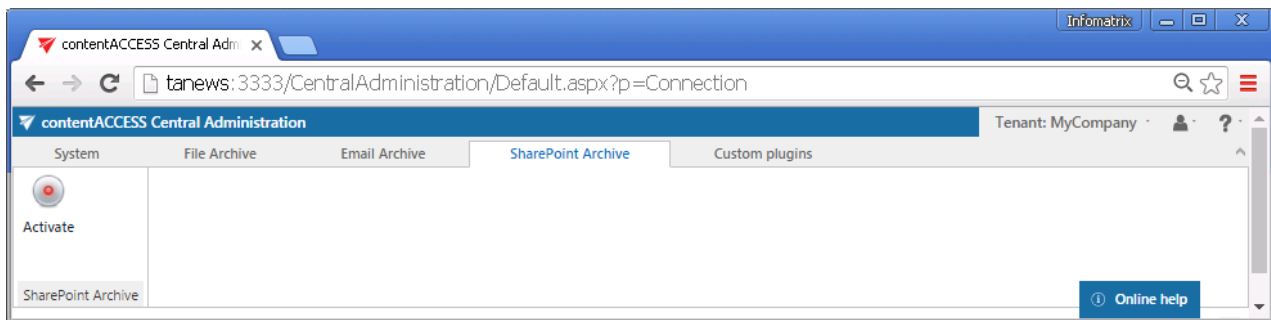 Infomatrix
contentACCESS Central Adm
tanews:3333/CentralAdministration/Default.aspx?p=Connection
contentACCESS Central Administration Tenant: MyCompany ?
System File Archive Email Archive SharePoint Archive Custom plugins
Activate
SharePoint Archive
Online help